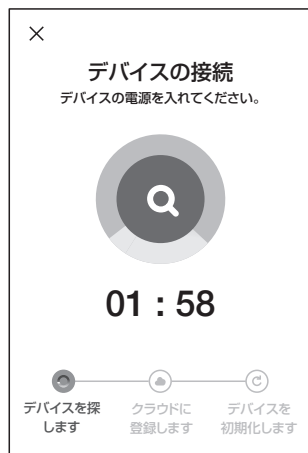 デバイスの接続
デバイスの電源を入れてください。
01 : 58
デバイスを探
します
クラウドに
登録します
デバイスを
初期化します